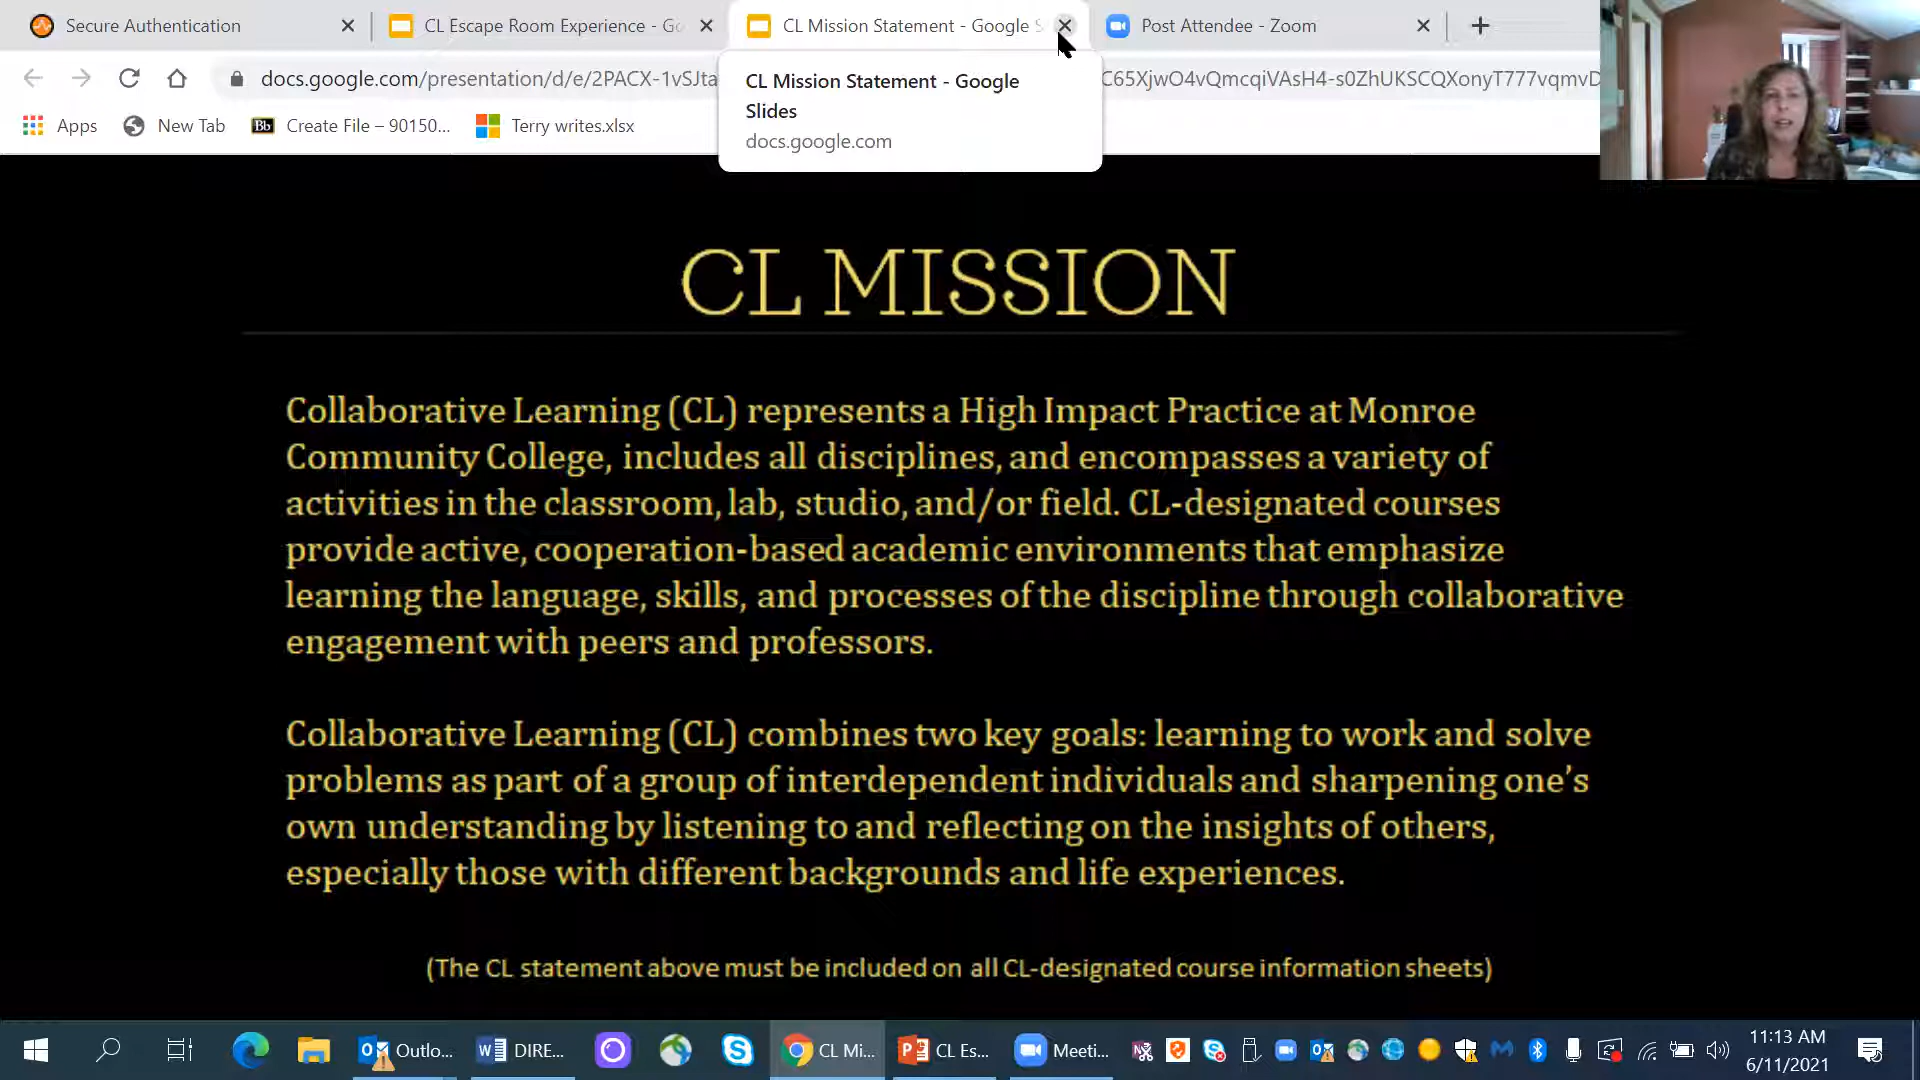 Secure Authentication
CL Escape Room Experience - Go
CL Mission Statement - Google S
Post Attendee - Zoom
docs.google.com/presentation/d/e/2PACX-1vSJta
C65XjwO4vQmcqiVAsH4-s0ZhUKSCQXonyT777vqmvD
CL Mission Statement - Google
Slides
docs.google.com
Apps
New Tab
Bb
Create File – 90150...
Terry writes.xlsx
CL MISSION
Collaborative Learning (CL) represents a High Impact Practice at Monroe
Community College, includes all disciplines, and encompasses a variety of
activities in the classroom, lab, studio, and/or field. CL-designated courses
provide active, cooperation-based academic environments that emphasize
learning the language, skills, and processes of the discipline through collaborative
engagement with peers and professors.
Collaborative Learning (CL) combines two key goals: learning to work and solve
problems as part of a group of interdependent individuals and sharpening one’s
own understanding by listening to and reflecting on the insights of others,
especially those with different backgrounds and life experiences.
(The CL statement above must be included on all CL-designated course information sheets)
Outlo...
DIRE...
CL Mi...
CL Es...
Meeti...
11:13 AM
6/11/2021